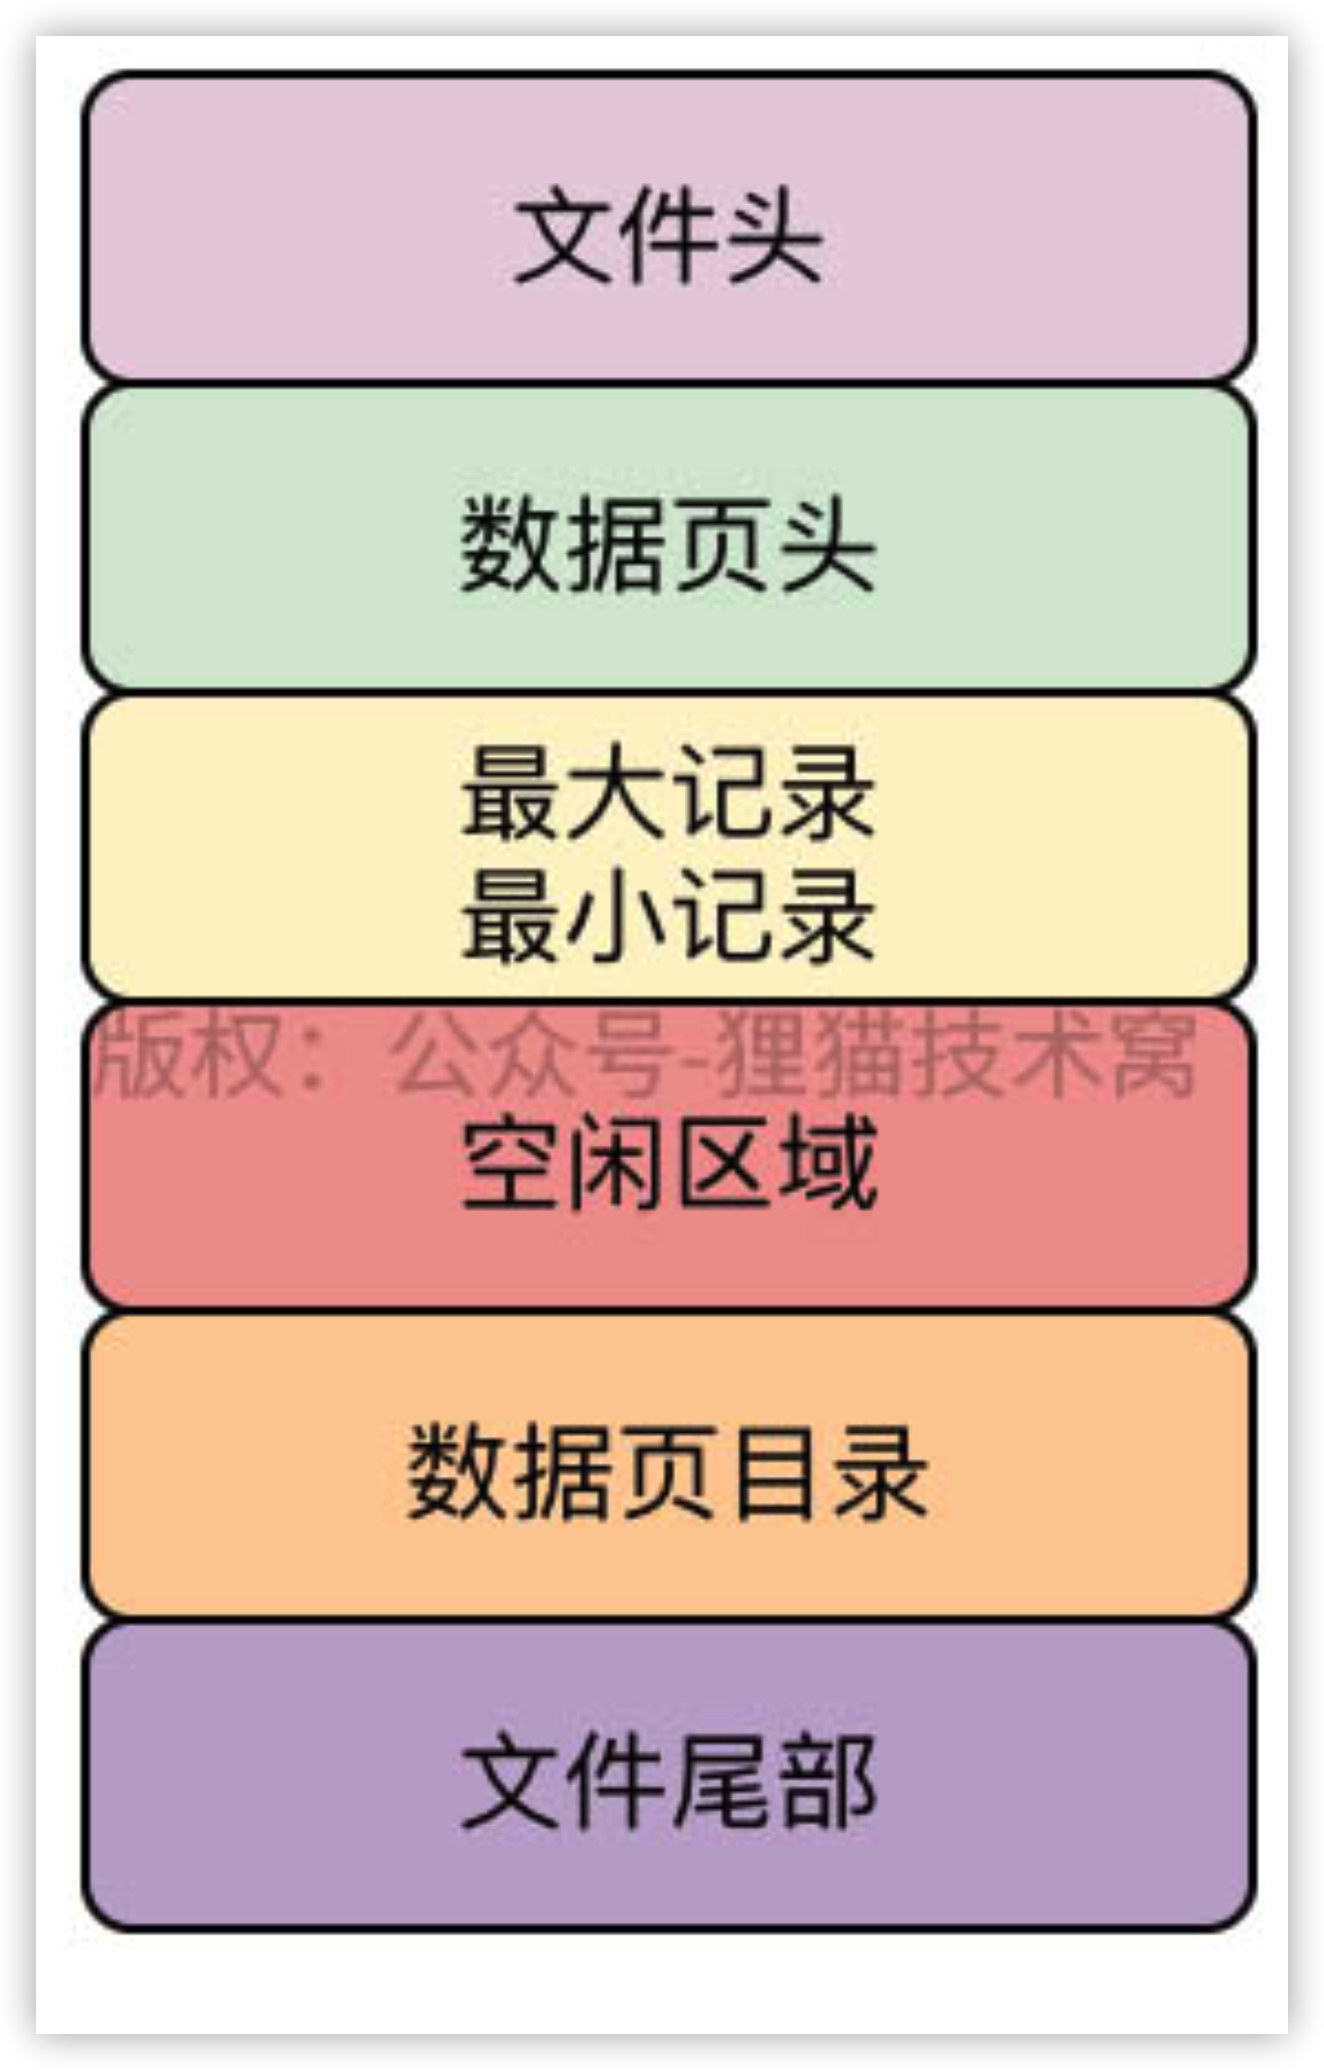 文件头
数据页头
最大记录
最小记录
版权：公众号-狸猫技术窝
空闲区域
数据页目录
文件尾部